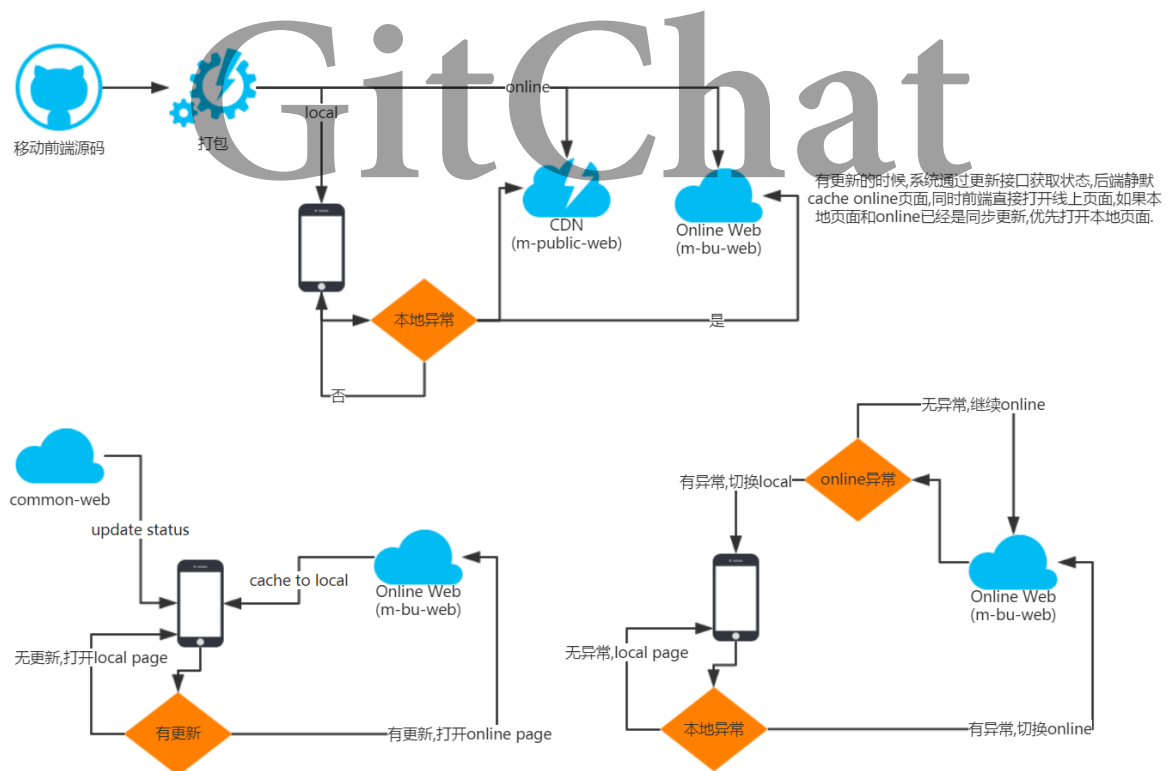 GitChat
移动前端源码
打包
local
online
CDN
(m-public-web)
Online Web
(m-bu-web)
有更新的时候,系统通过更新接口获取状态,后端静默
cache online页面,同时前端直接打开线上页面,如果本
地页面和online已经是同步更新,优先打开本地页面.
本地异常
是
否
common-web
update status
cache to local
Online Web
(m-bu-web)
无更新,打开local page
有更新
有更新,打开online page
无异常,继续online
online异常
有异常,切换local
Online Web
(m-bu-web)
无异常,local page
本地异常
有异常,切换online